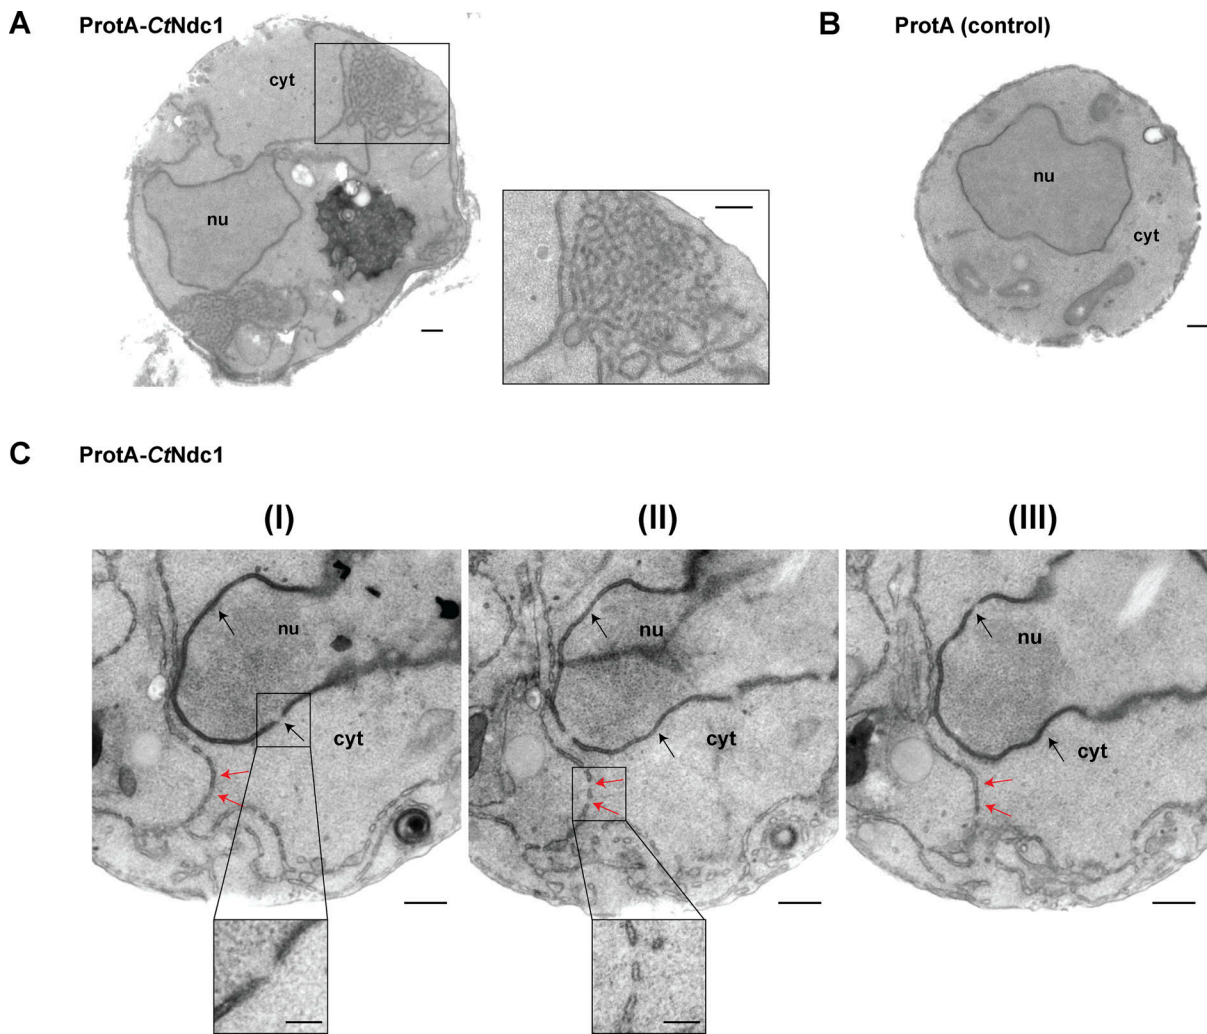 A ProtA-CtNdc1
B ProtA (control)
cyt
nu
nu
cyt
C ProtA-CtNdc1
(I) (II) (III)
nu
cyt
nu
cyt
nu
cyt